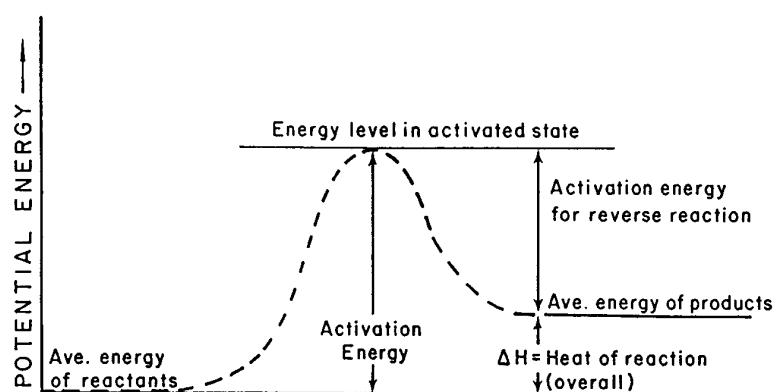 POTENTIAL ENERGY
Energy level in activated state
Activation energy
for reverse reaction
Ave. energy of products
Activation
Energy
Ave. energy
of reactants
ΔH = Heat of reaction
(overall)